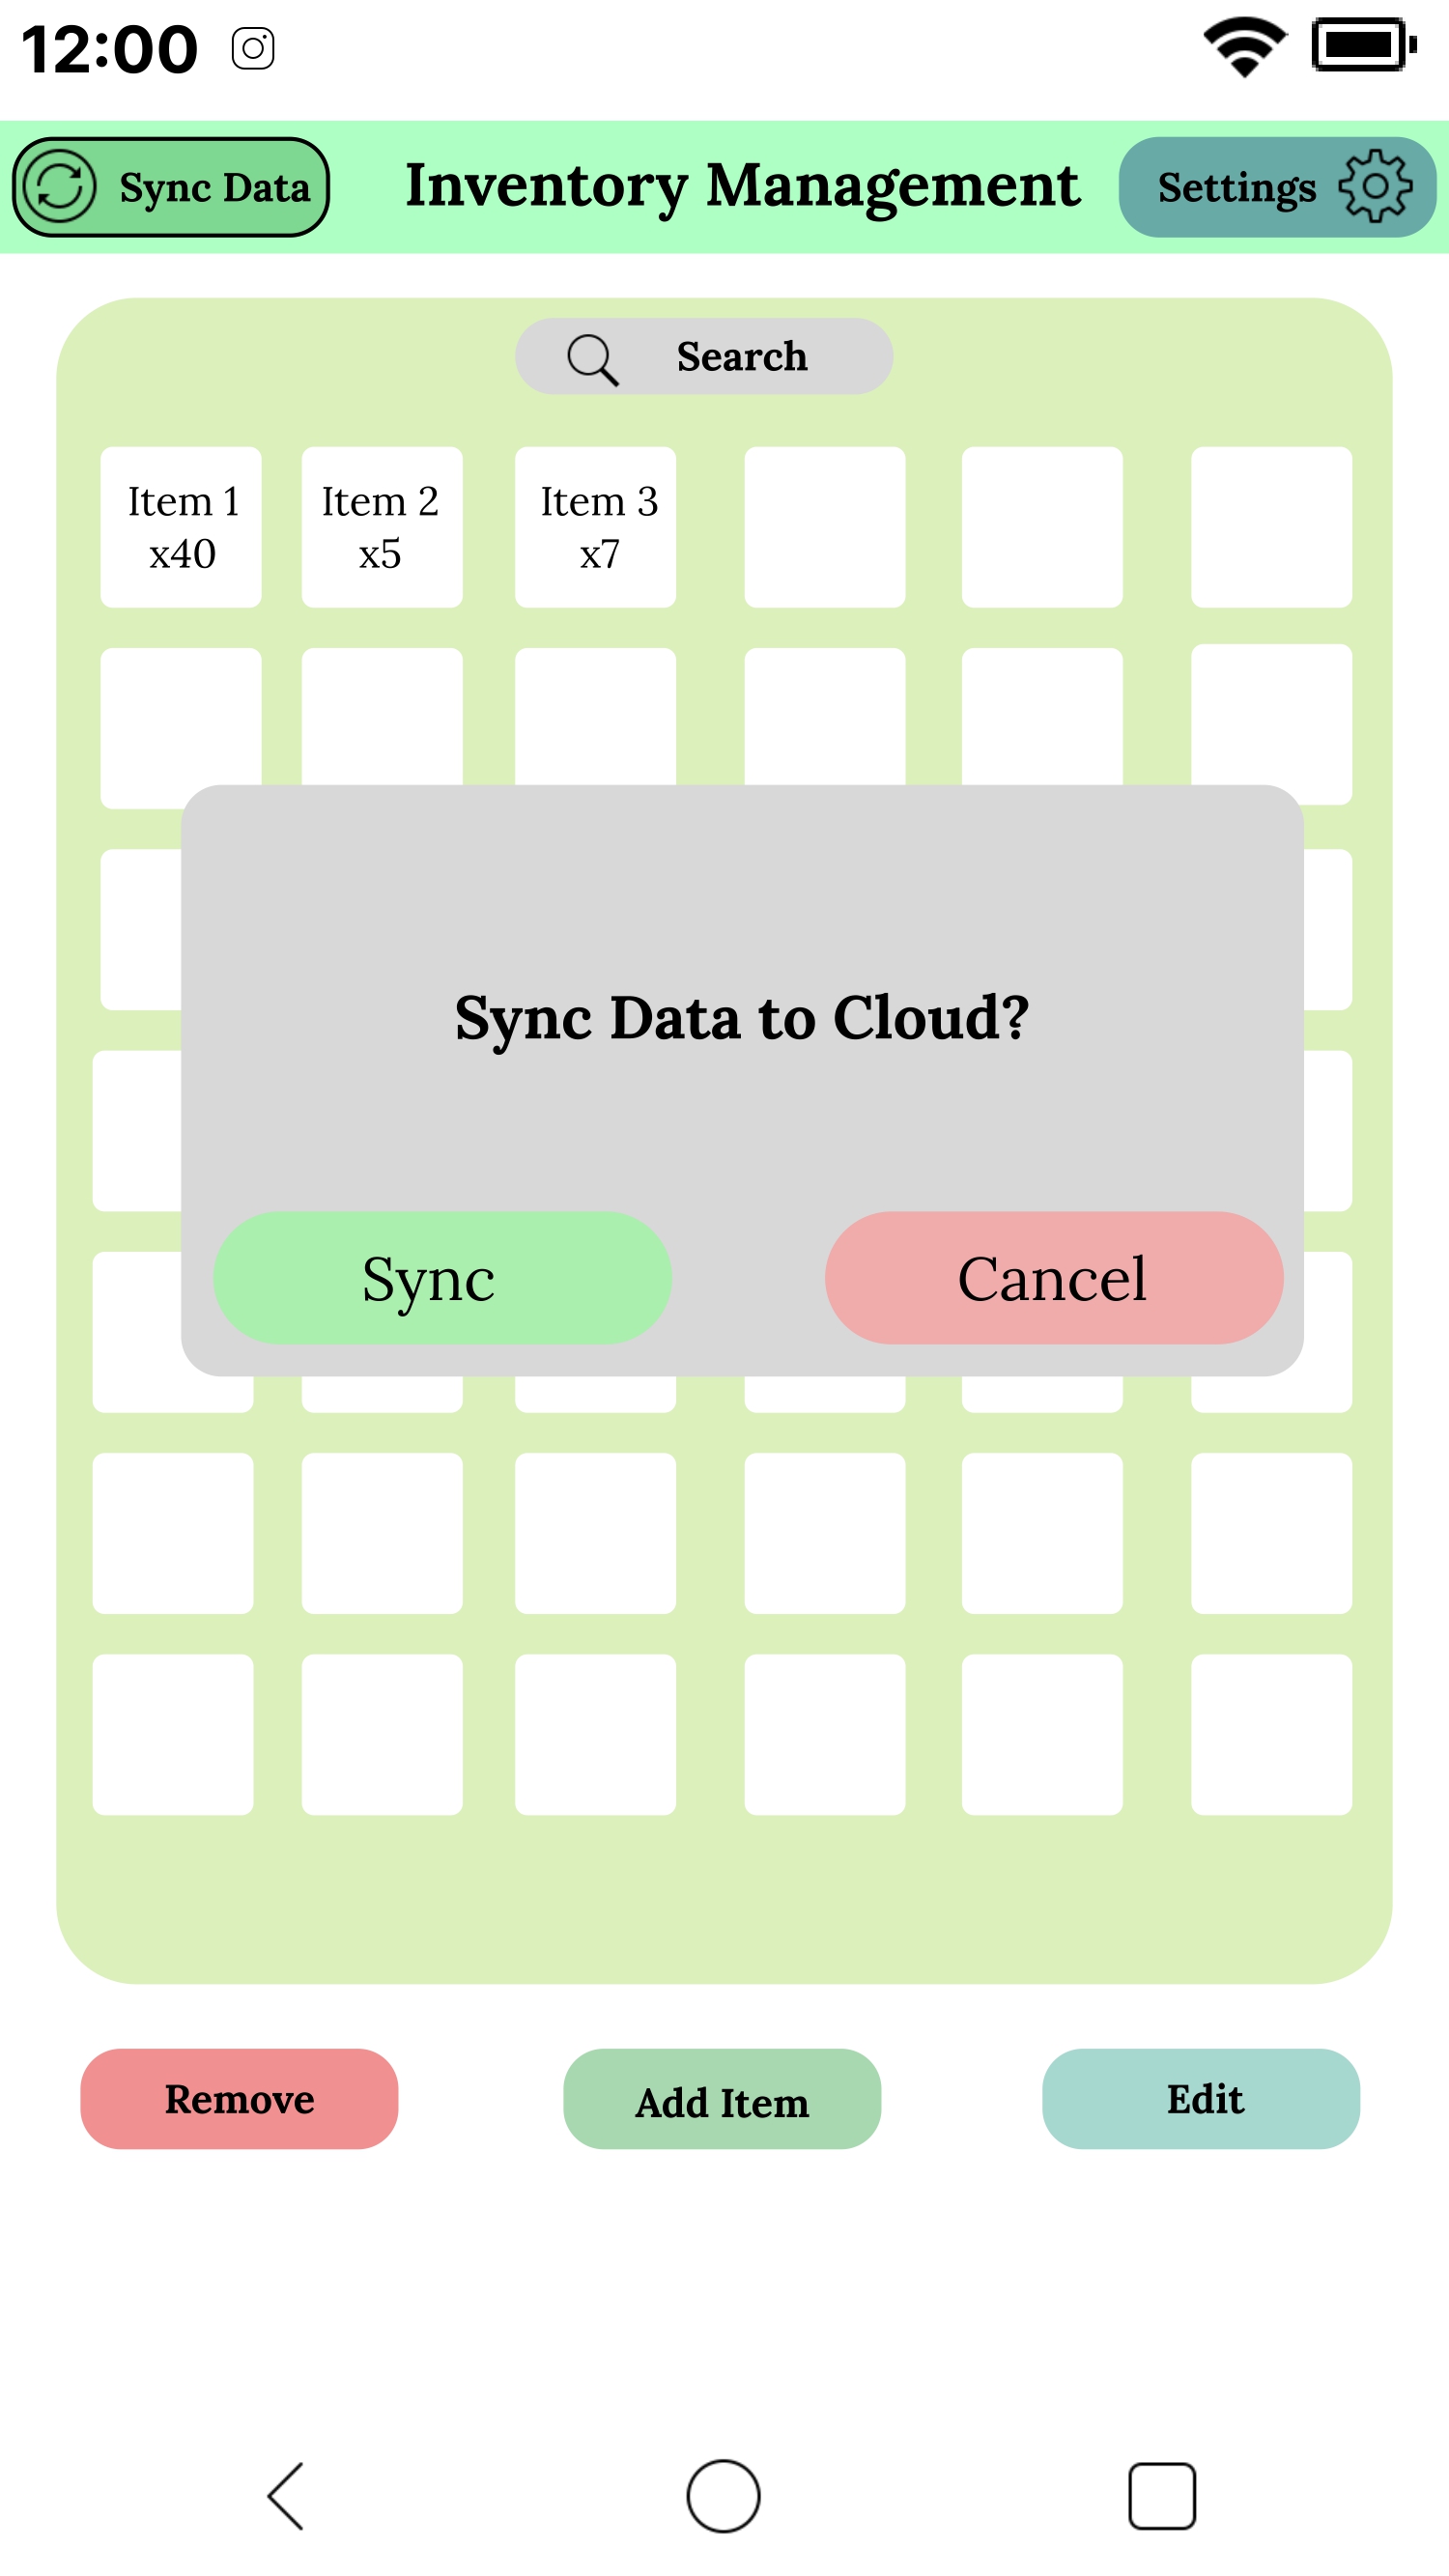 12:00
Sync Data
Inventory Management
Settings
Search
Item 1
x40
Item 2
x5
Item 3
x7
Sync Data to Cloud?
Sync
Cancel
Remove
Add Item
Edit